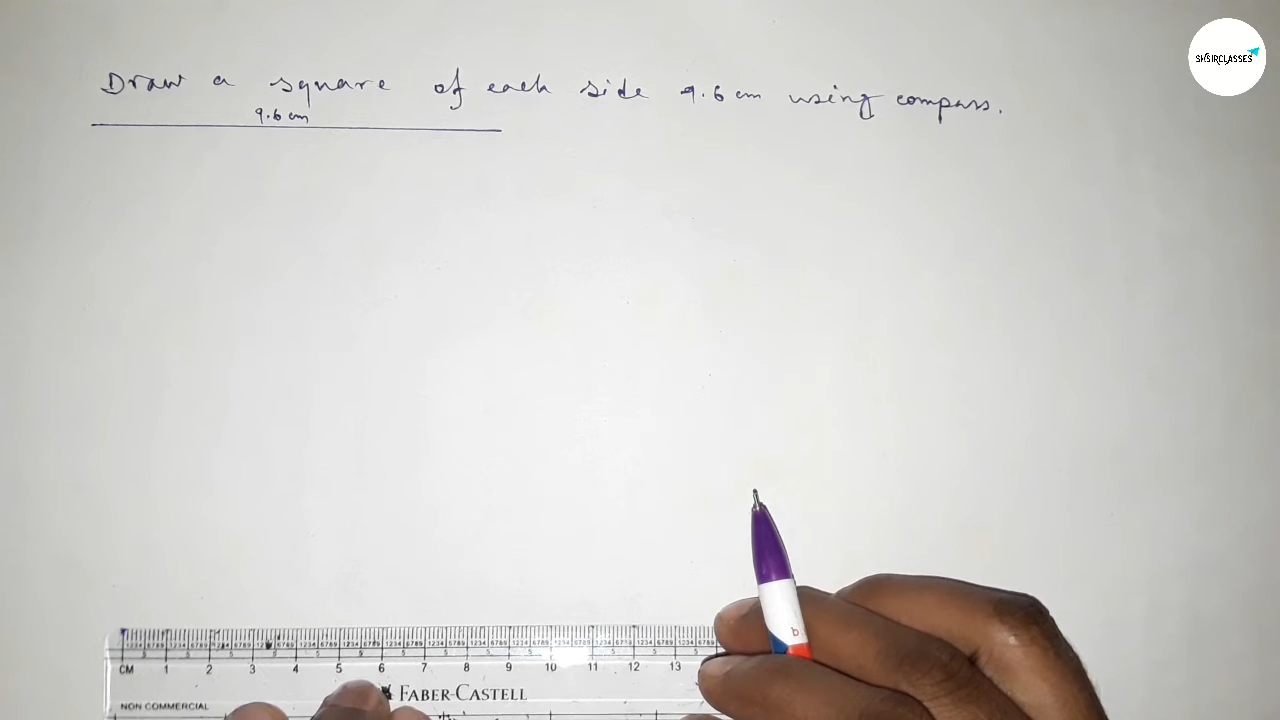 Draw a square of each side 9.6 cm using compass.
9.6 cm
SHSIRCLASSES
CM 1 2 3 4 5 6 7 8 9 10 11 12 13
FABER-CASTELL
NON COMMERCIAL
b